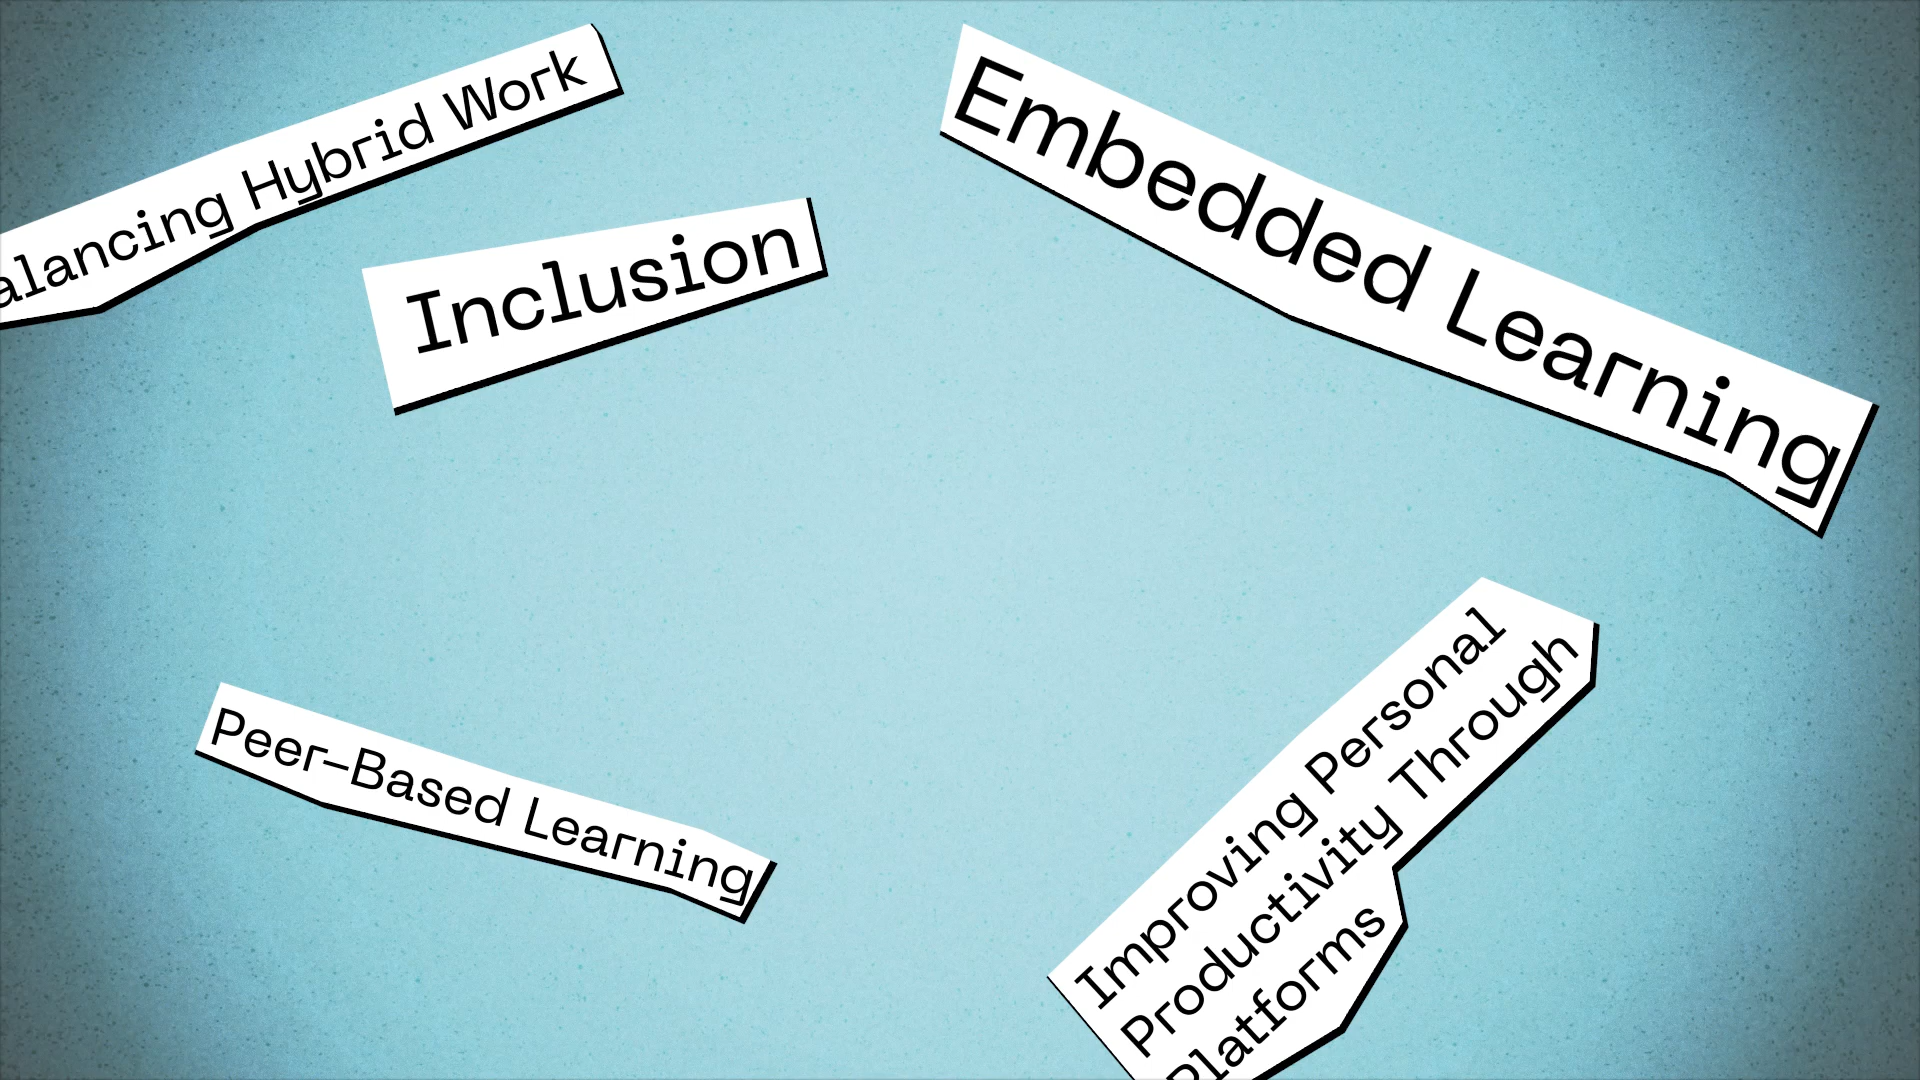 alancing Hybrid Work
Inclusion
Embedded Learning
Peer-Based Learning
Improving Personal
Productivity Through
Platforms